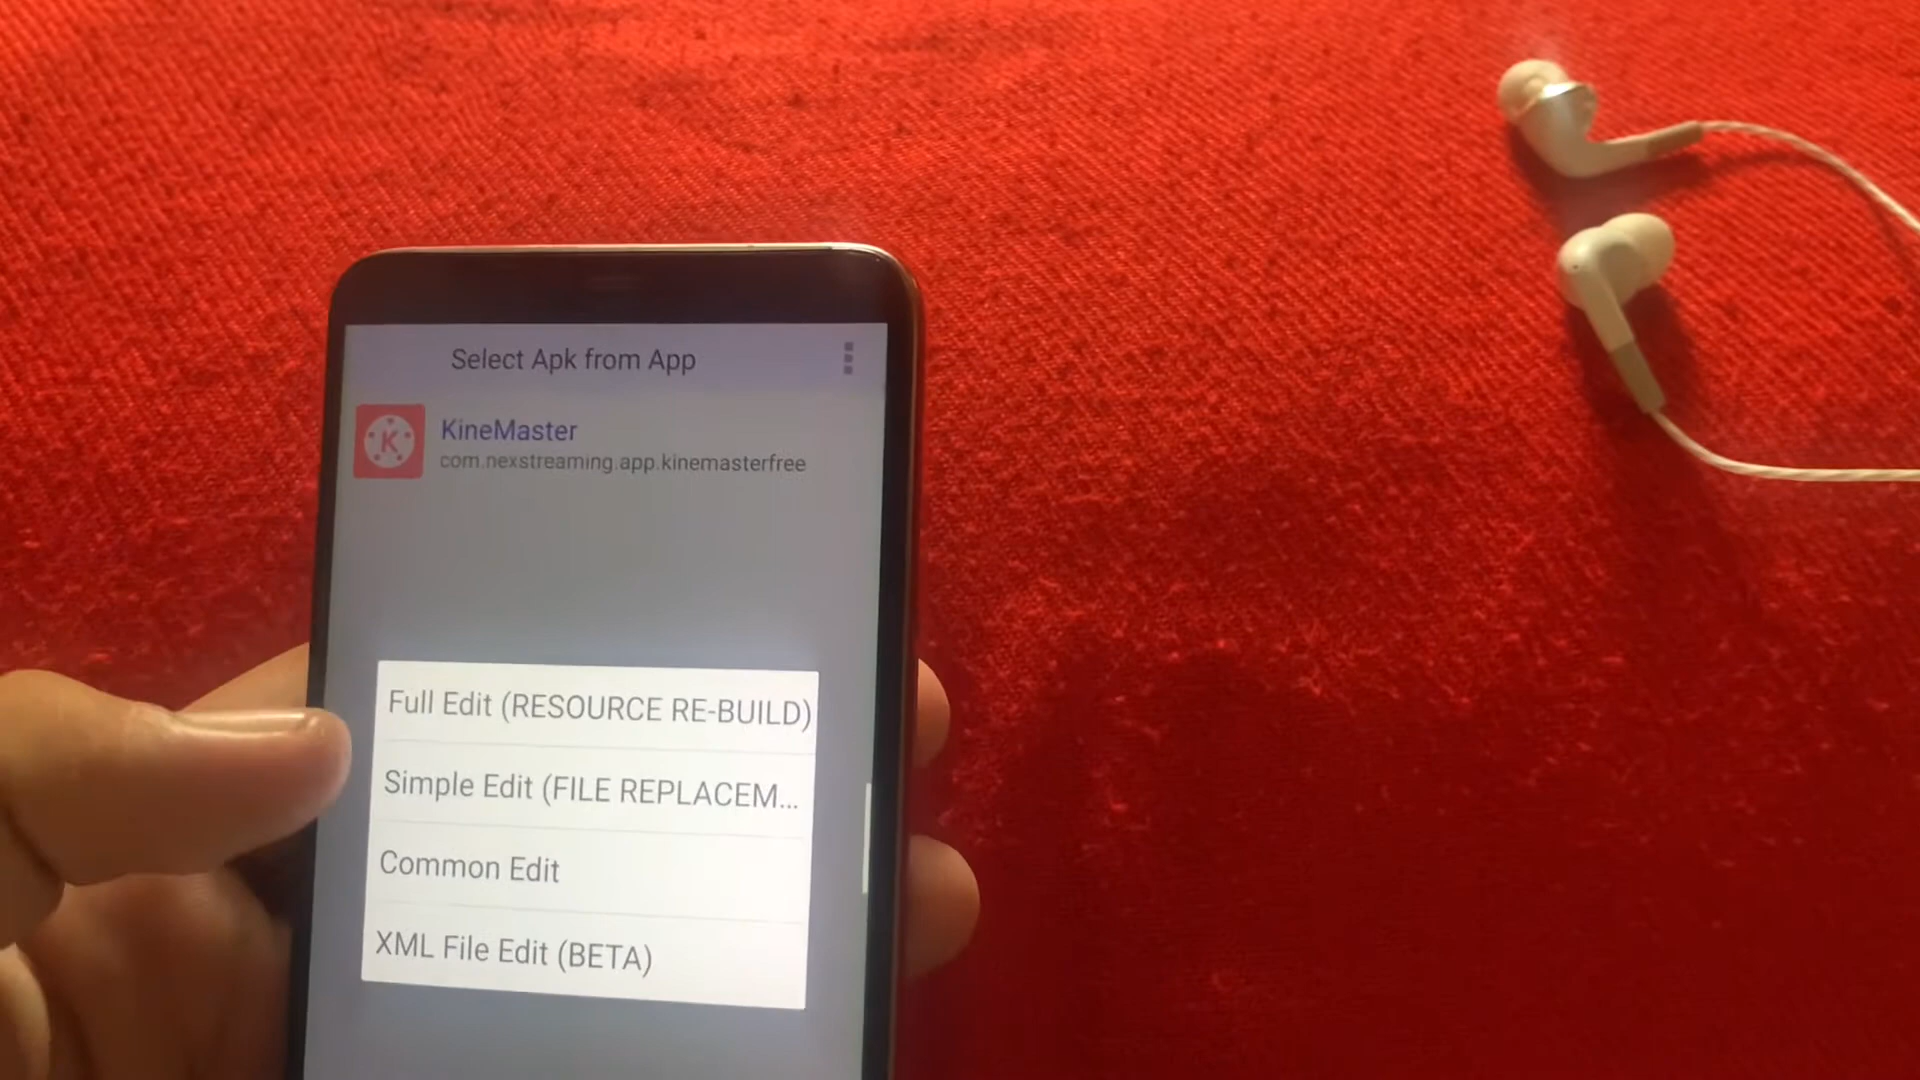 Select Apk from App
K
KineMaster
com.nexstreaming.app.kinemasterfree
Full Edit (RESOURCE RE-BUILD)
Simple Edit (FILE REPLACEM...
Common Edit
XML File Edit (BETA)